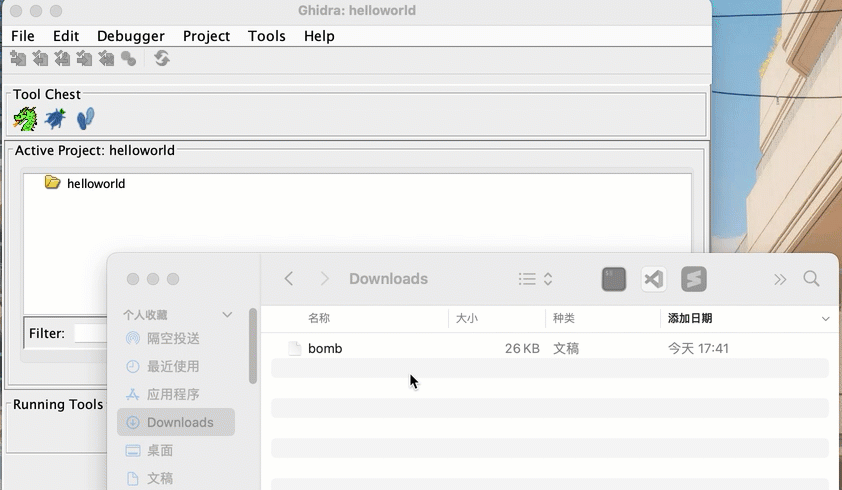 Ghidra: helloworld
File Edit Debugger Project Tools Help
Tool Chest
Active Project: helloworld
helloworld
Filter:
Running Tools
Downloads
个人收藏
隔空投送
最近使用
应用程序
Downloads
桌面
文稿
名称 大小 种类 添加日期
bomb 26 KB 文稿 今天 17:41